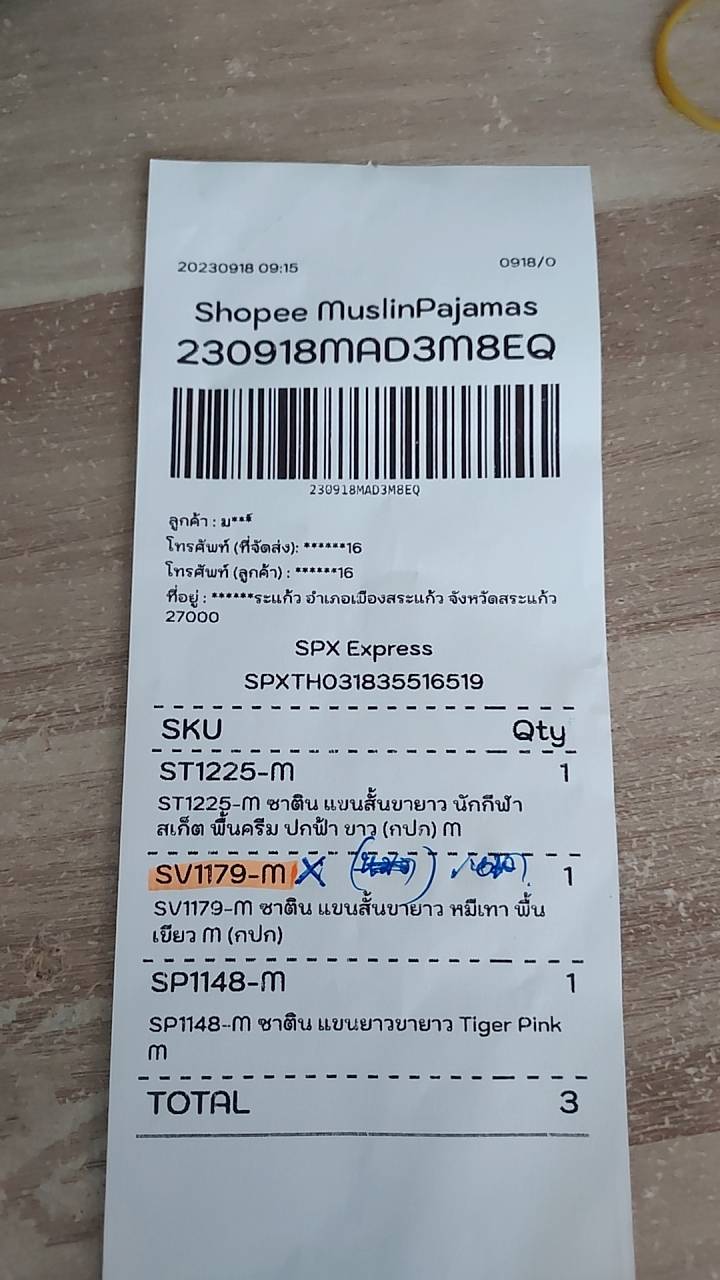 20230918 09:15 0918/0
Shopee MuslinPajamas
230918MAD3M8EQ
230918MAD3M8EQ
ลูกค้า : ม***์
โทรศัพท์ (ที่จัดส่ง): ******16
โทรศัพท์ (ลูกค้า) : ******16
ที่อยู่ : ******ระแก้ว อำเภอเมืองสระแก้ว จังหวัดสระแก้ว
27000
SPX Express
SPXTH031835516519
SKU Qty
ST1225-M 1
ST1225-M ซาติน แขนสั้นขายาว นักกีฬา
สเก็ต พื้นครีม ปกฟ้า ขาว (กปก) M
SV1179-M X 1
SV1179-M ซาติน แขนสั้นขายาว หมีเทา พื้น
เขียว M (กปก)
SP1148-M 1
SP1148-M ซาติน แขนยาวขายาว Tiger Pink
M
TOTAL 3